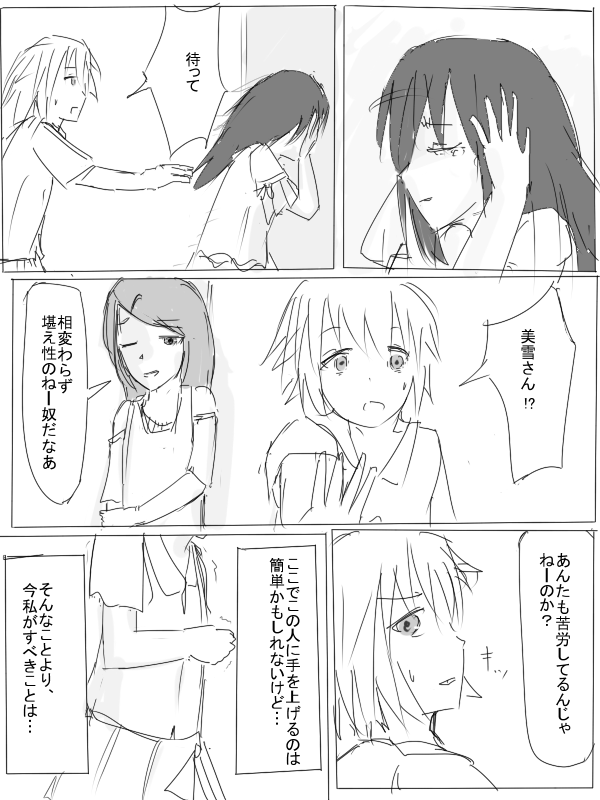 待って
美雪さん！？
相変わらず
堪え性のねー奴だなあ
あんたも苦労してるんじゃ
ねーのか？
キッ
ここでこの人に手を上げるのは
簡単かもしれないけど…
そんなことより、
今私がすべきことは…